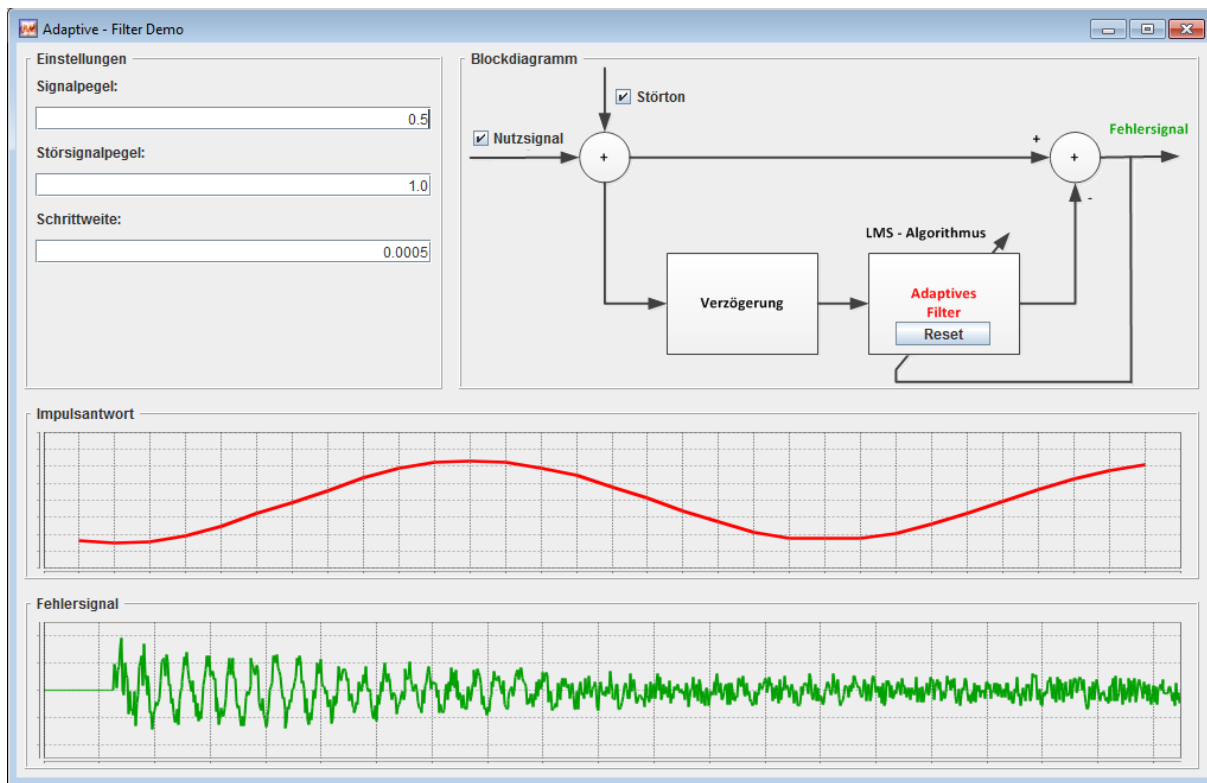 Adaptive - Filter Demo
Einstellungen
Signalpegel:
0.5
Störsignalpegel:
1.0
Schrittweite:
0.0005
Blockdiagramm
Störton
Nutzsignal
+
+
+
Fehlersignal
-
LMS - Algorithmus
Verzögerung
Adaptives
Filter
Reset
Impulsantwort
Fehlersignal